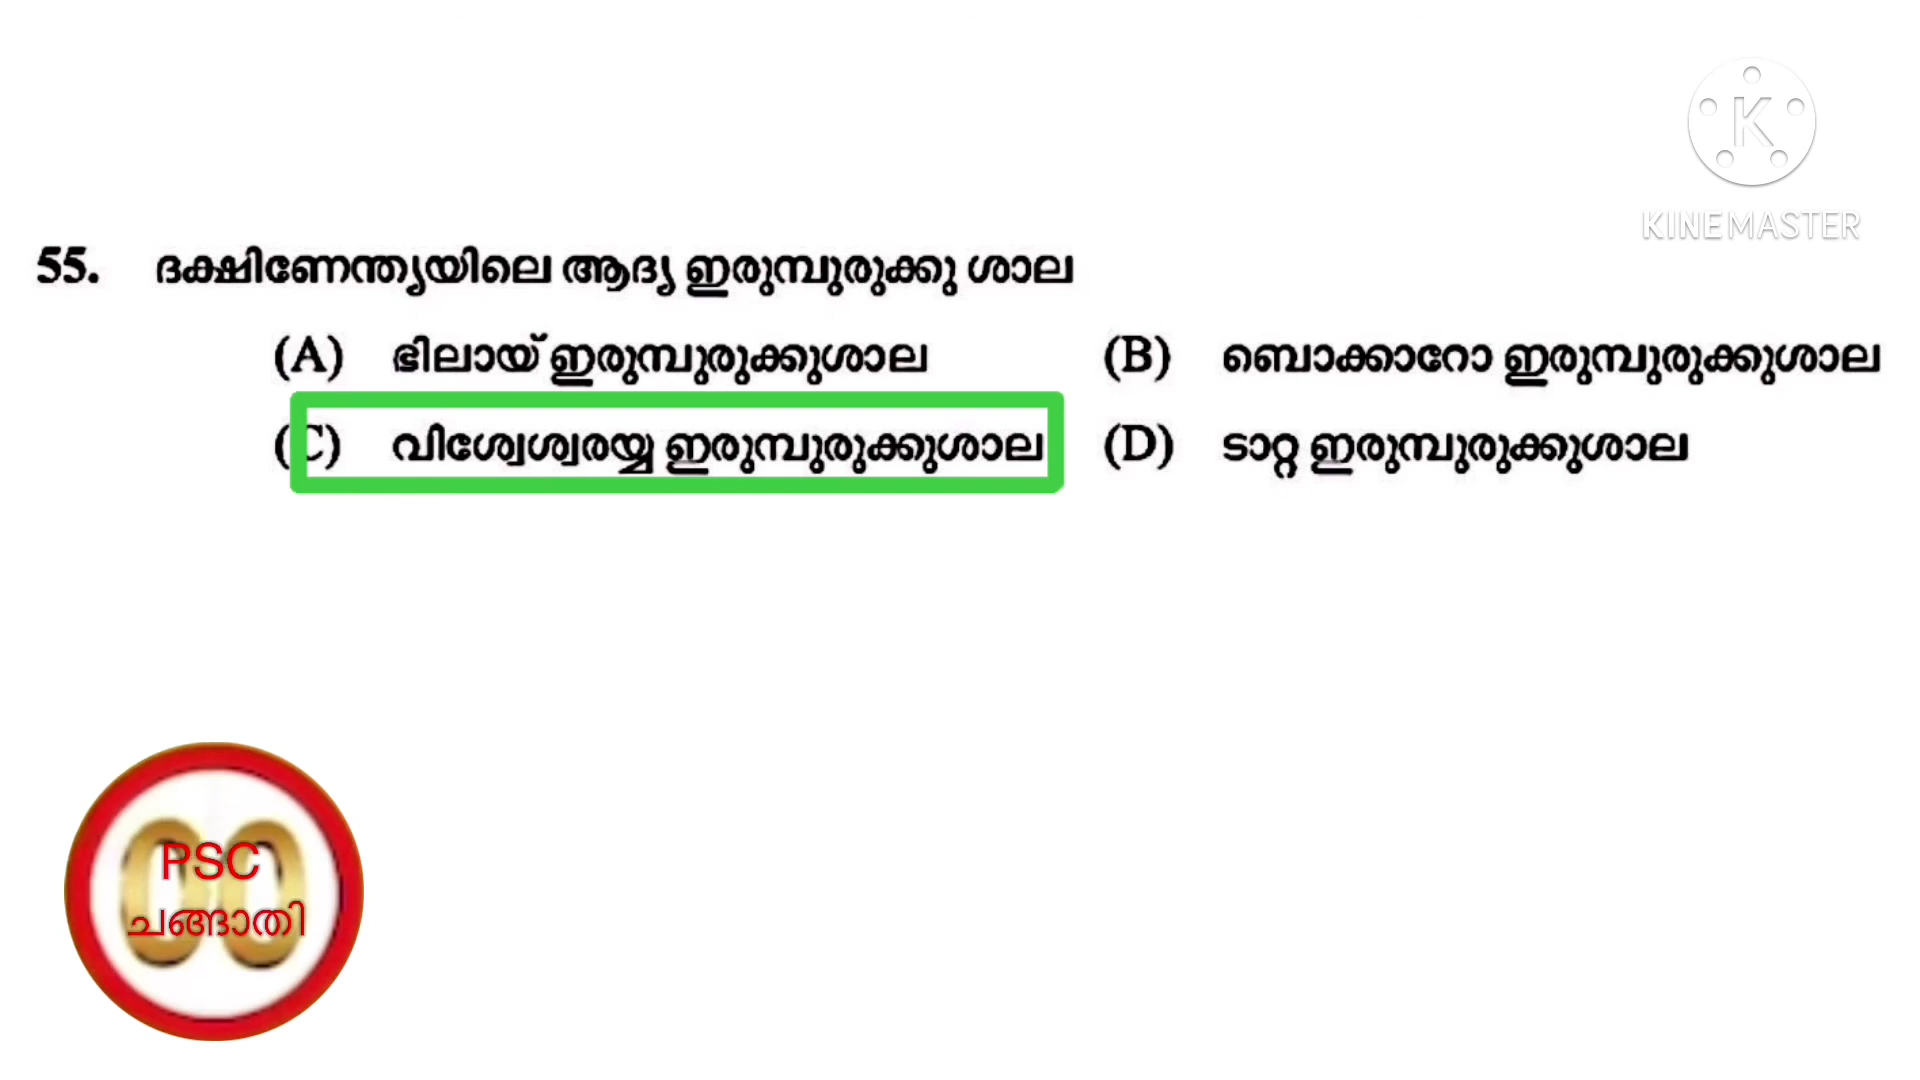 K
KINEMASTER
55. ദക്ഷിണേന്ത്യയിലെ ആദ്യ ഇരുമ്പുരുക്കു ശാല
(A) ഭിലായ് ഇരുമ്പുരുക്കുശാല (B) ബൊക്കാറോ ഇരുമ്പുരുക്കുശാല
(C) വിശ്വേശ്വരയ്യ ഇരുമ്പുരുക്കുശാല (D) ടാറ്റ ഇരുമ്പുരുക്കുശാല
PSC
ചങ്ങാതി